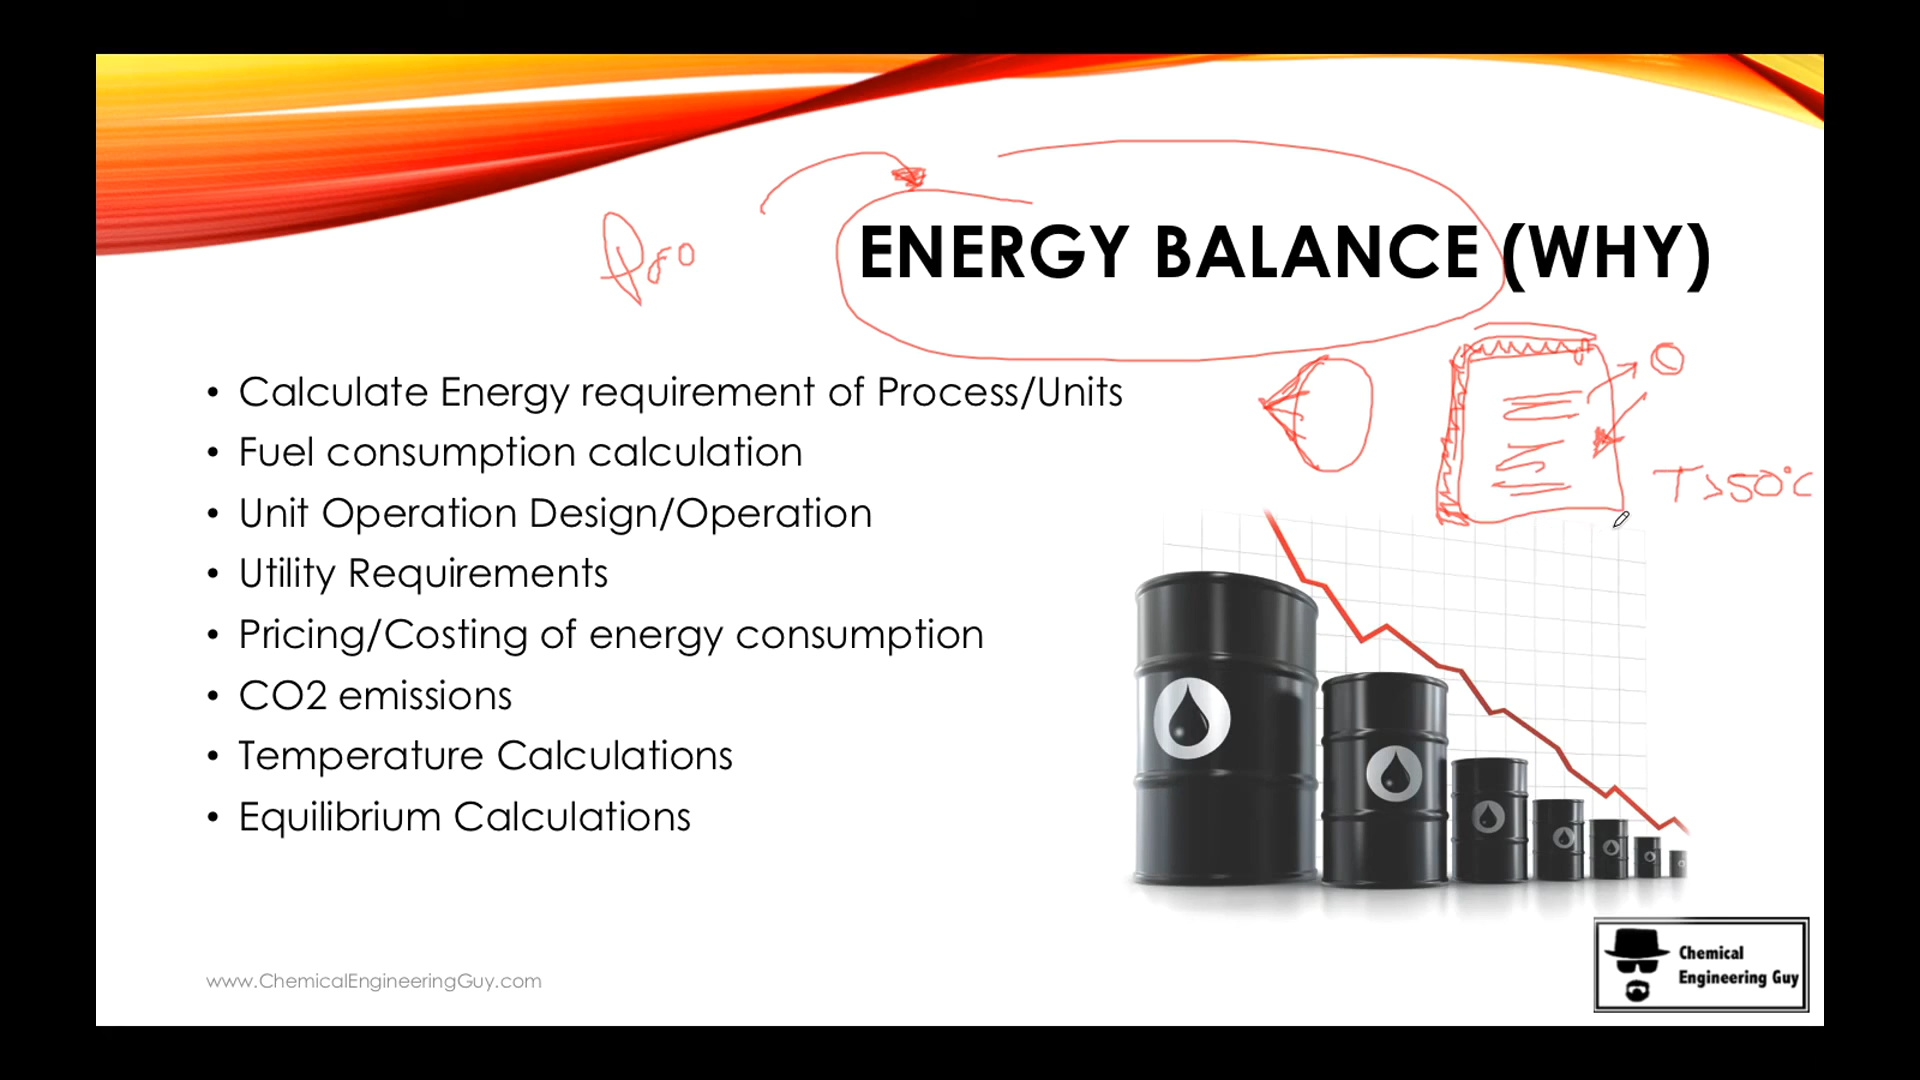 ENERGY BALANCE (WHY)
• Calculate Energy requirement of Process/Units
• Fuel consumption calculation
• Unit Operation Design/Operation
• Utility Requirements
• Pricing/Costing of energy consumption
• CO2 emissions
• Temperature Calculations
• Equilibrium Calculations
T>50°C
www.ChemicalEngineeringGuy.com
Chemical
Engineering Guy